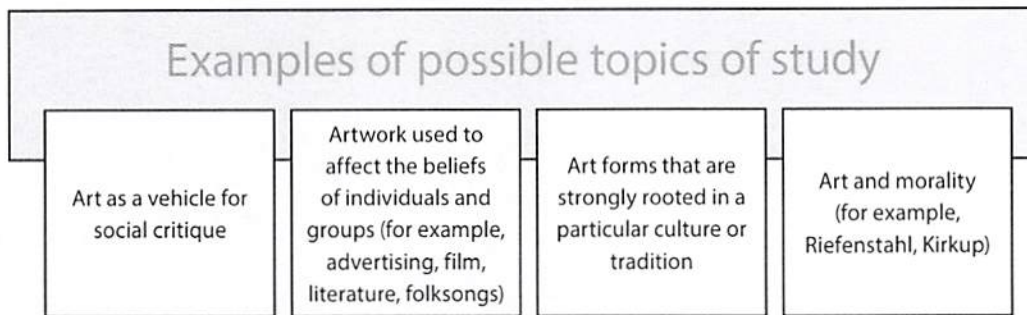 Examples of possible topics of study
Art as a vehicle for
social critique
Artwork used to
affect the beliefs
of individuals and
groups (for example,
advertising, film,
literature, folksongs)
Art forms that are
strongly rooted in a
particular culture or
tradition
Art and morality
(for example,
Riefenstahl, Kirkup)